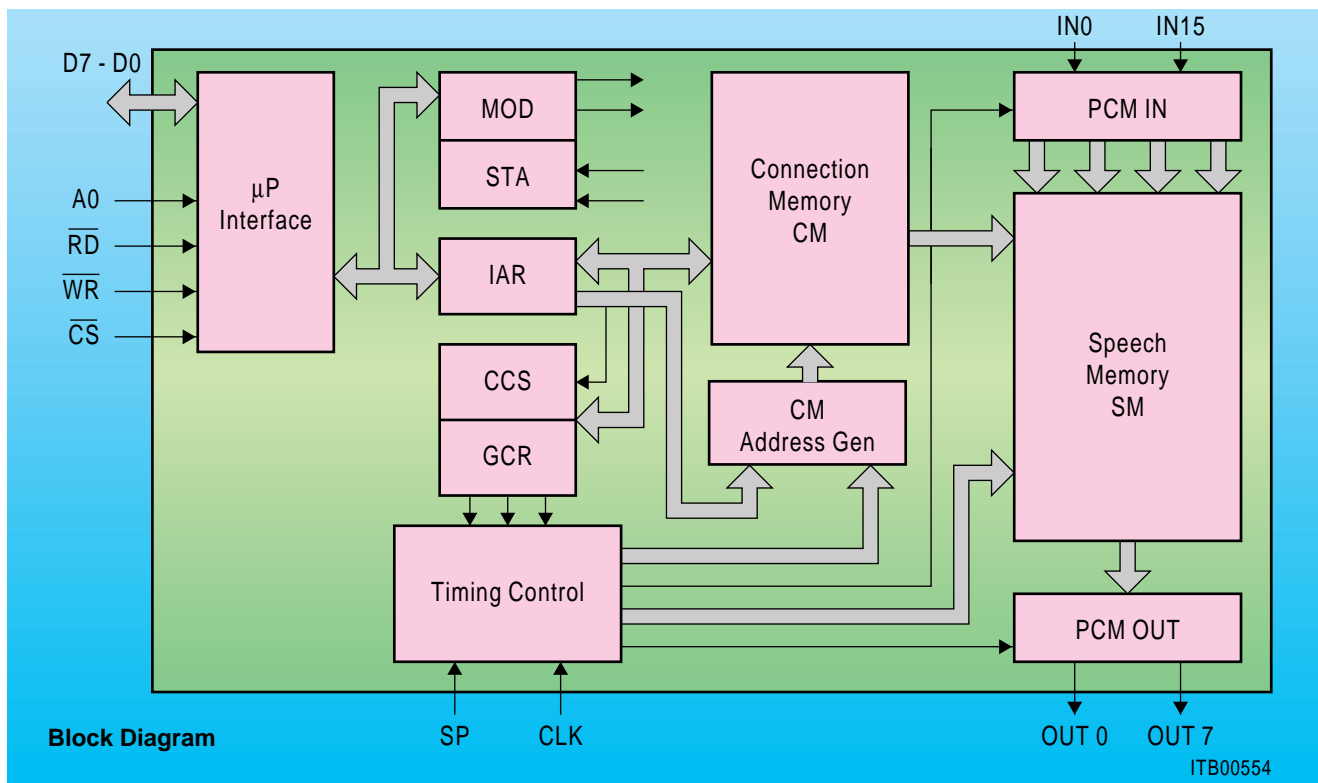 IN0
IN15
D7 - D0
A0
RD
WR
CS
µP
Interface
MOD
STA
IAR
CCS
GCR
Timing Control
Connection
Memory
CM
CM
Address Gen
PCM IN
Speech
Memory
SM
PCM OUT
SP
CLK
OUT 0
OUT 7
Block Diagram
ITB00554